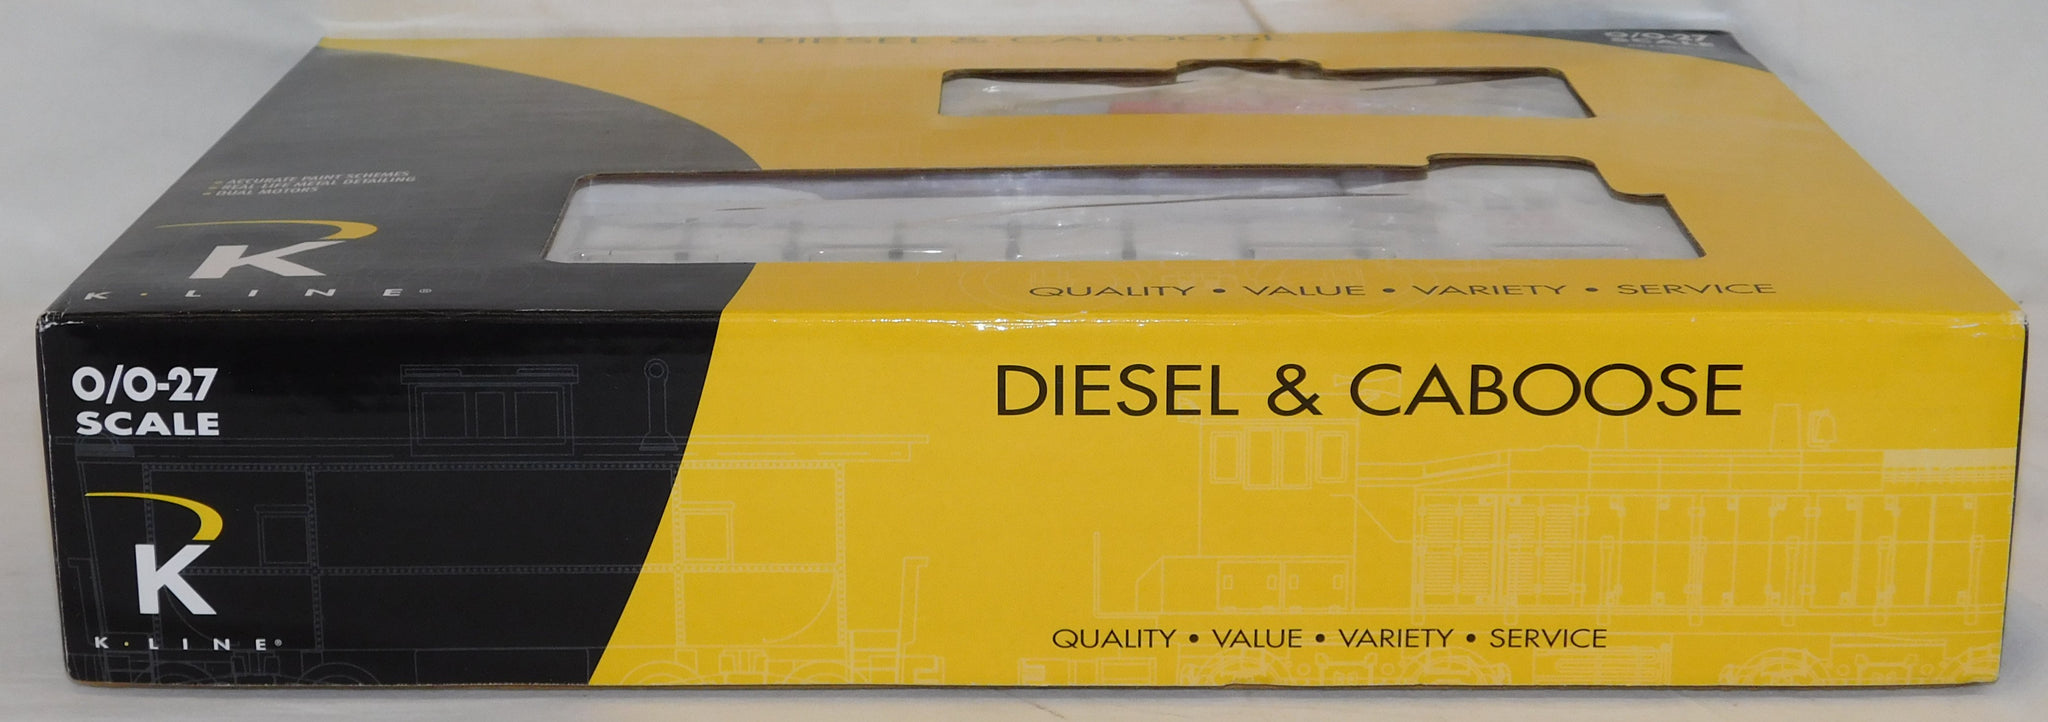 DIESEL & CABOOSE
O/O-27
SCALE
ACCURATE PAINT SCHEMES
REAL-LIFE METAL DETAILING
DUAL MOTORS
K
K·LINE®
QUALITY • VALUE • VARIETY • SERVICE
O/O-27
SCALE
DIESEL & CABOOSE
K
K·LINE®
QUALITY • VALUE • VARIETY • SERVICE